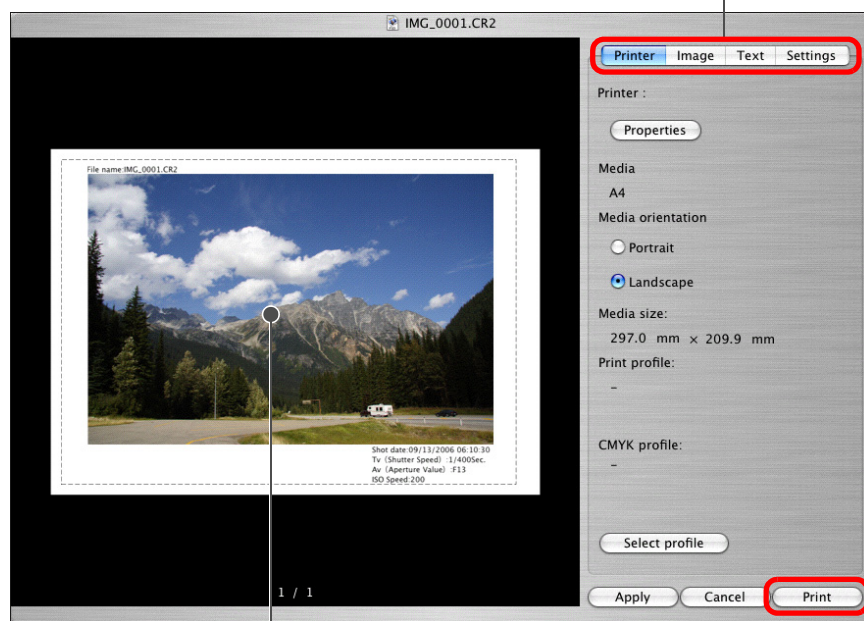 IMG_0001.CR2
Printer Image Text Settings
Printer :
Properties
Media
A4
Media orientation
Portrait
Landscape
Media size:
297.0 mm × 209.9 mm
Print profile:
–
CMYK profile:
–
Select profile
Apply Cancel Print
File name:IMG_0001.CR2
Shot date:09/13/2006 06:10:30
Tv (Shutter Speed) :1/400Sec.
Av (Aperture Value) :F13
ISO Speed:200
1 / 1